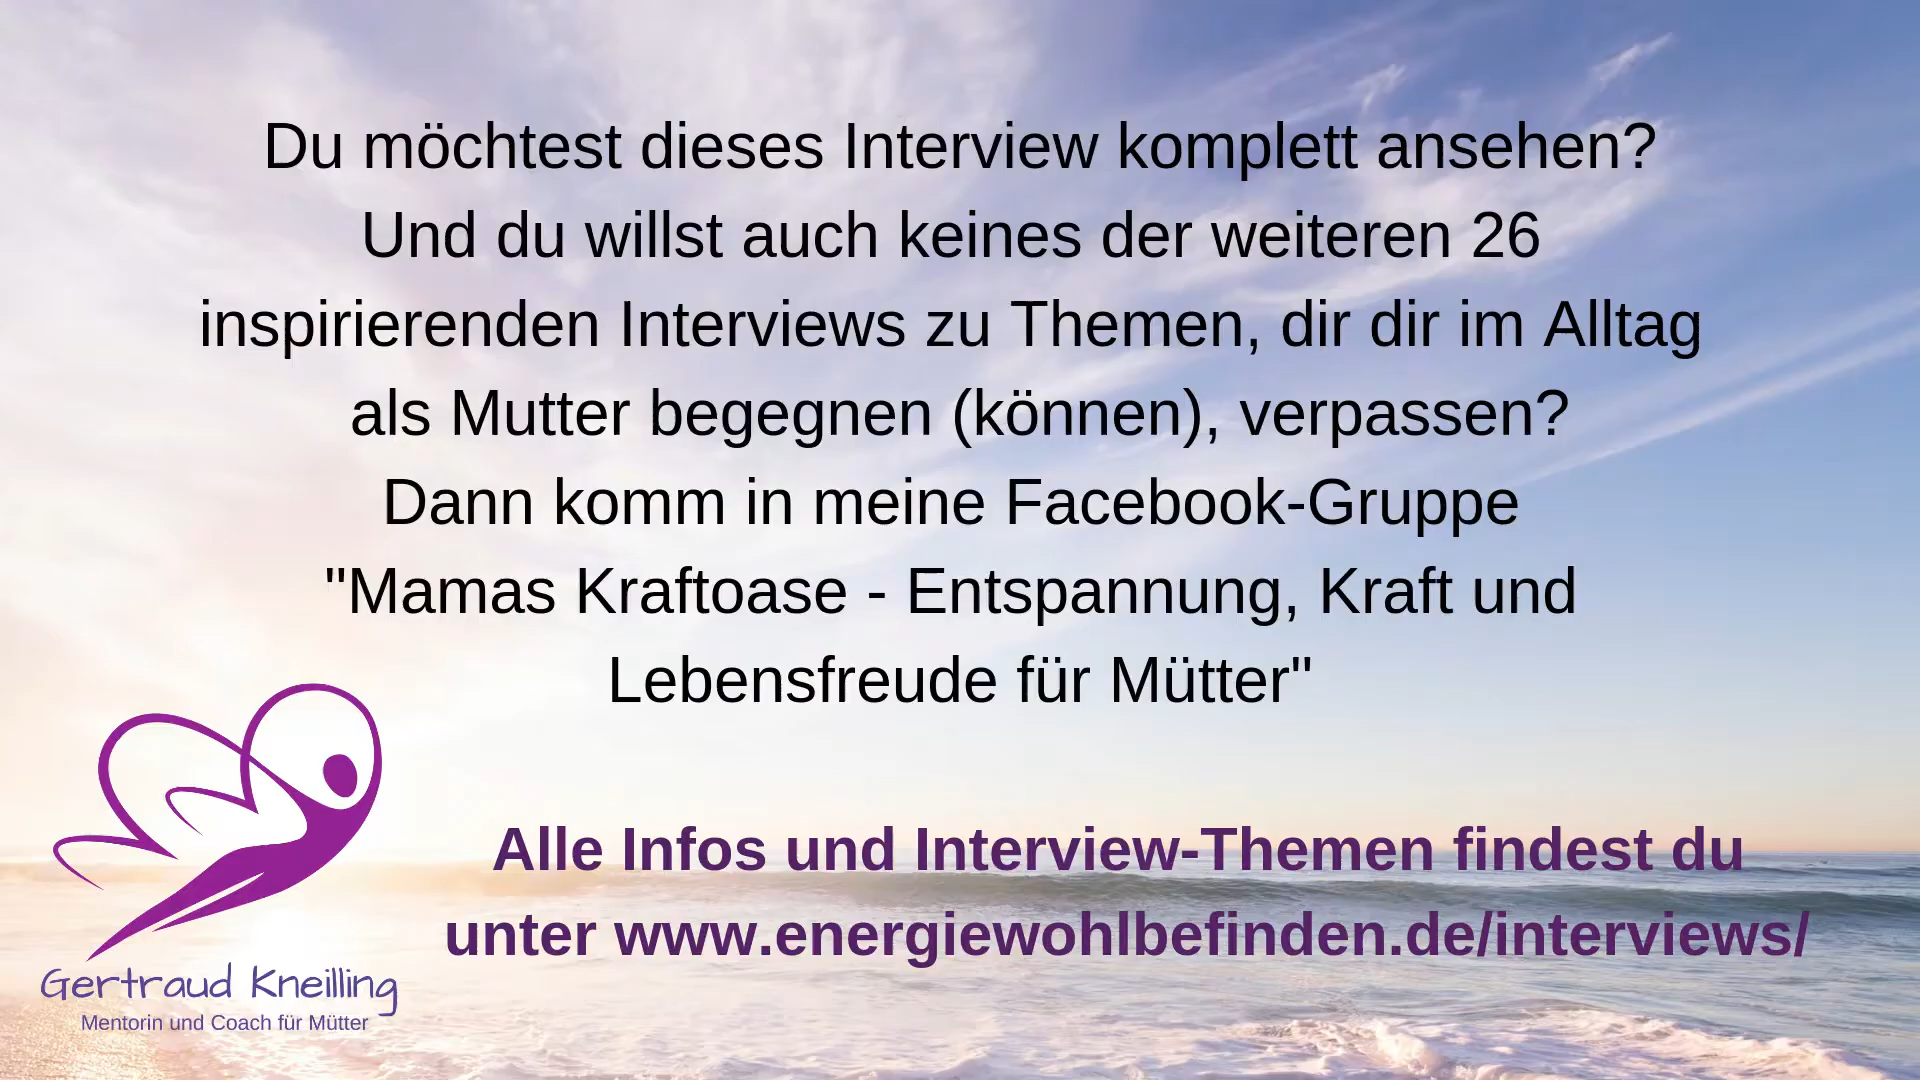 Du möchtest dieses Interview komplett ansehen?
Und du willst auch keines der weiteren 26
inspirierenden Interviews zu Themen, dir dir im Alltag
als Mutter begegnen (können), verpassen?
Dann komm in meine Facebook-Gruppe
"Mamas Kraftoase - Entspannung, Kraft und
Lebensfreude für Mütter"
Alle Infos und Interview-Themen findest du
unter www.energiewohlbefinden.de/interviews/
Gertraud Kneilling
Mentorin und Coach für Mütter